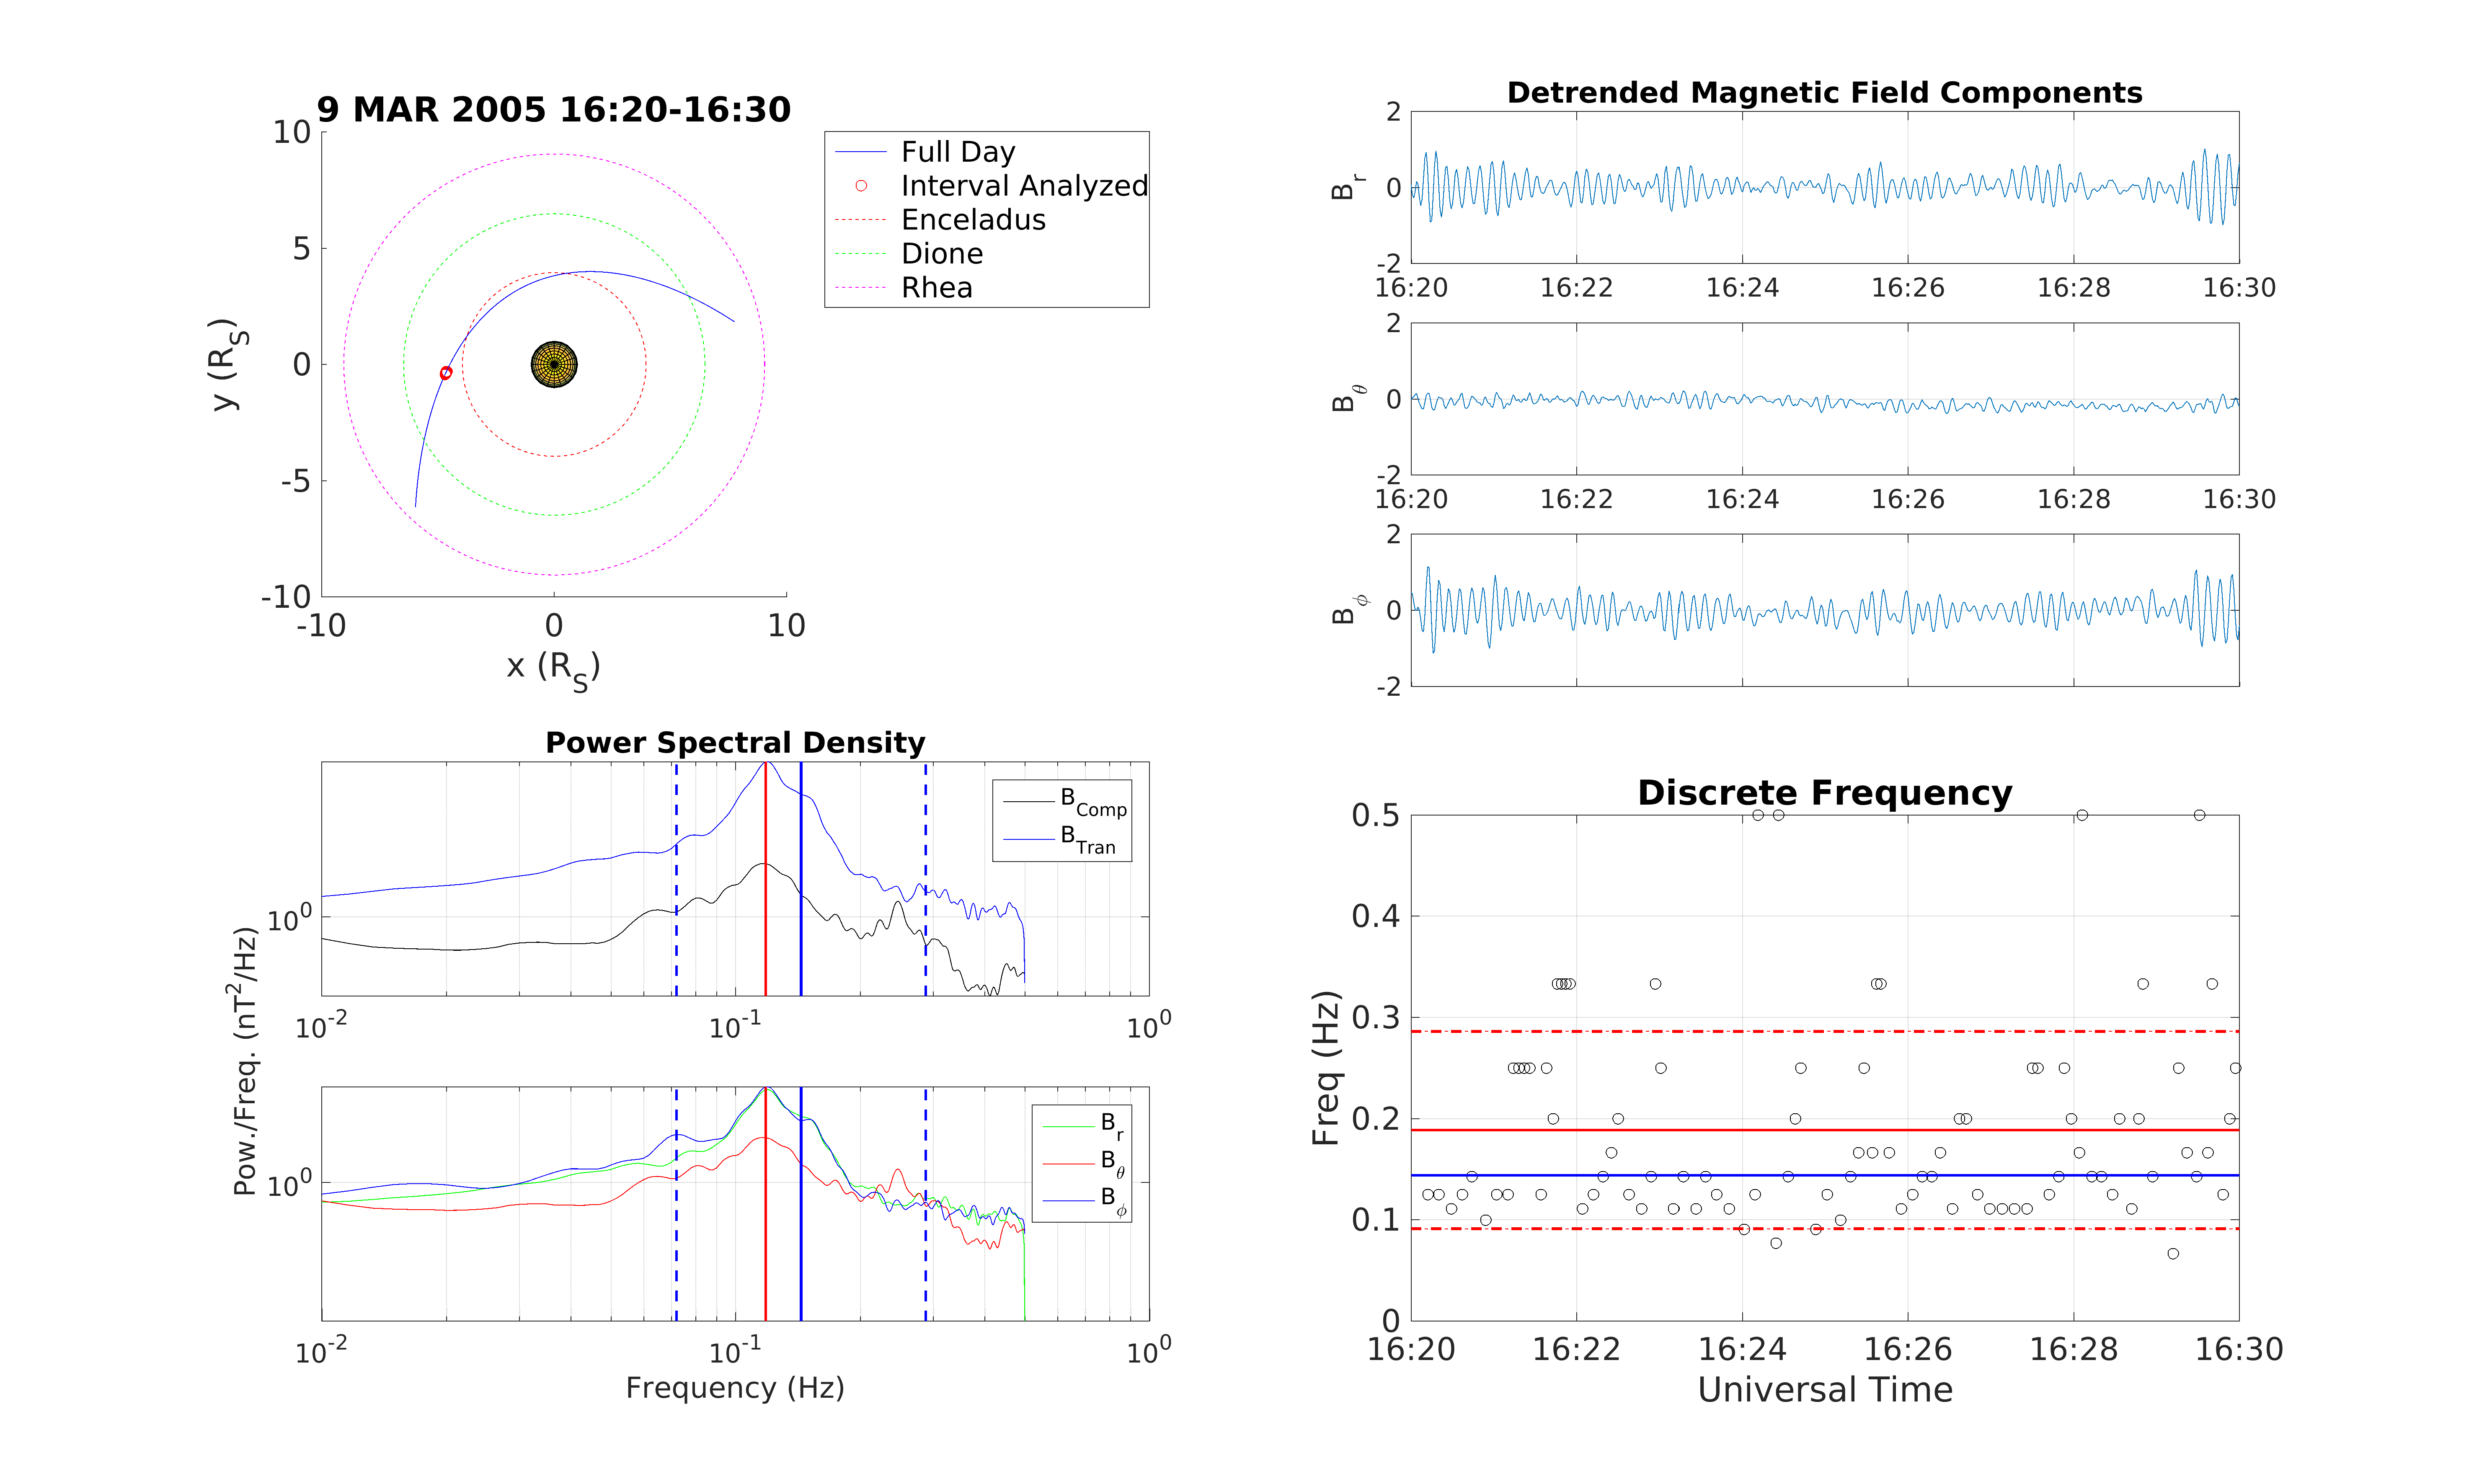 9 MAR 2005 16:20-16:30
10
5
0
-5
-10
-10 0 10
y (R_S)
x (R_S)
Full Day
Interval Analyzed
Enceladus
Dione
Rhea
Detrended Magnetic Field Components
2
0
-2
B_r
16:20 16:22 16:24 16:26 16:28 16:30
2
0
-2
B_θ
16:20 16:22 16:24 16:26 16:28 16:30
2
0
-2
B_ϕ
Power Spectral Density
B_Comp
B_Tran
10^0
10^-2 10^-1 10^0
Pow./Freq. (nT^2/Hz)
B_r
B_θ
B_ϕ
10^0
10^-2 10^-1 10^0
Frequency (Hz)
Discrete Frequency
0.5
0.4
0.3
0.2
0.1
0
Freq (Hz)
16:20 16:22 16:24 16:26 16:28 16:30
Universal Time